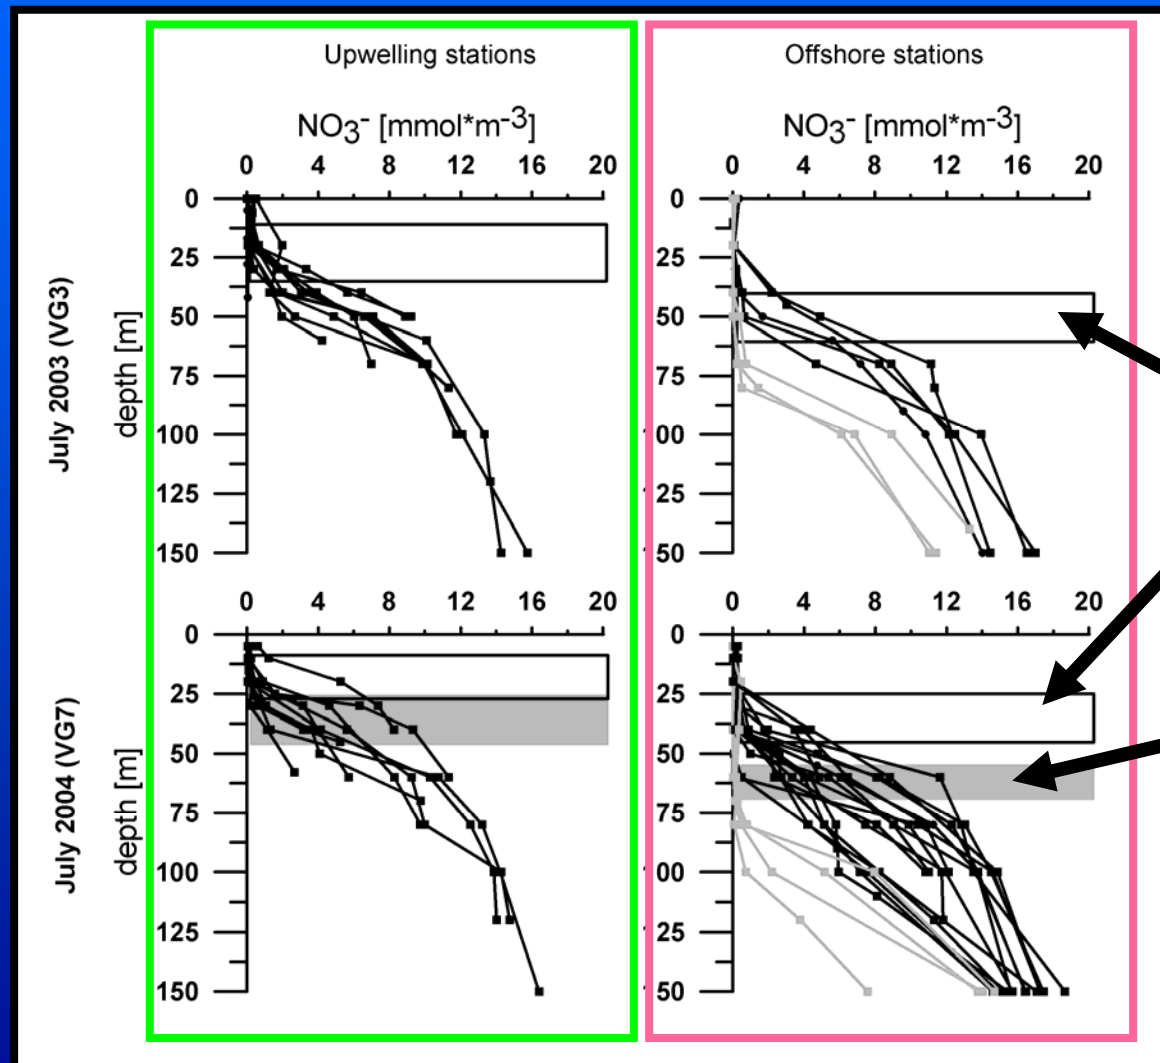 Upwelling stations
Offshore stations
NO3- [mmol*m-3]
NO3- [mmol*m-3]
0 4 8 12 16 20
0 4 8 12 16 20
0
25
50
75
100
125
150
depth [m]
July 2003 (VG3)
0
25
50
75
00
25
50
0 4 8 12 16 20
0 4 8 12 16 20
0
25
50
75
100
125
150
depth [m]
July 2004 (VG7)
0
25
50
75
00
25
50